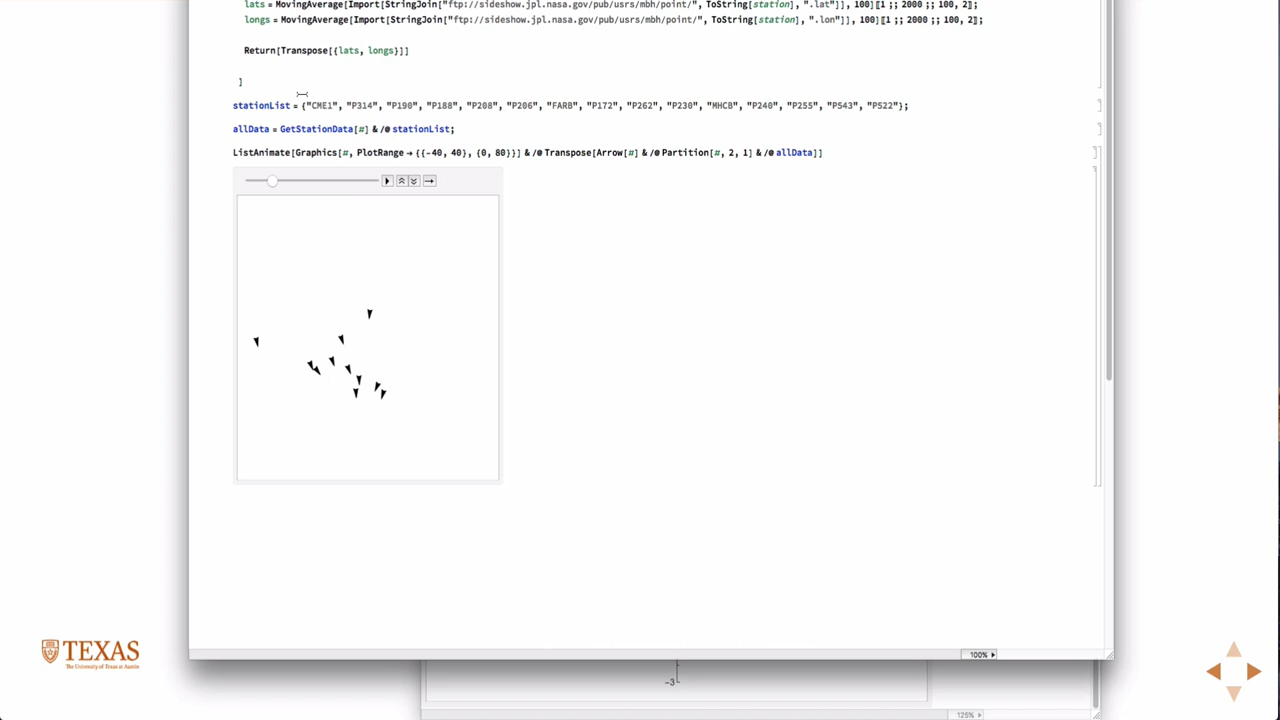 lats = MovingAverage[Import[StringJoin["ftp://sideshow.jpl.nasa.gov/pub/usrs/mbh/point/", ToString[station], ".lat"]], 100]⟦1 ;; 2000 ;; 100, 2⟧;
longs = MovingAverage[Import[StringJoin["ftp://sideshow.jpl.nasa.gov/pub/usrs/mbh/point/", ToString[station], ".lon"]], 100]⟦1 ;; 2000 ;; 100, 2⟧;
Return[Transpose[{lats, longs}]]
]
stationList = {"CME1", "P314", "P190", "P188", "P208", "P206", "FARB", "P172", "P262", "P230", "MHCB", "P240", "P255", "P543", "P522"};
allData = GetStationData[#] & /@ stationList;
ListAnimate[Graphics[#, PlotRange → {{-40, 40}, {0, 80}}] & /@ Transpose[Arrow[#] & /@ Partition[#, 2, 1] & /@ allData]]
TEXAS
The University of Texas at Austin
100%
-3
125%